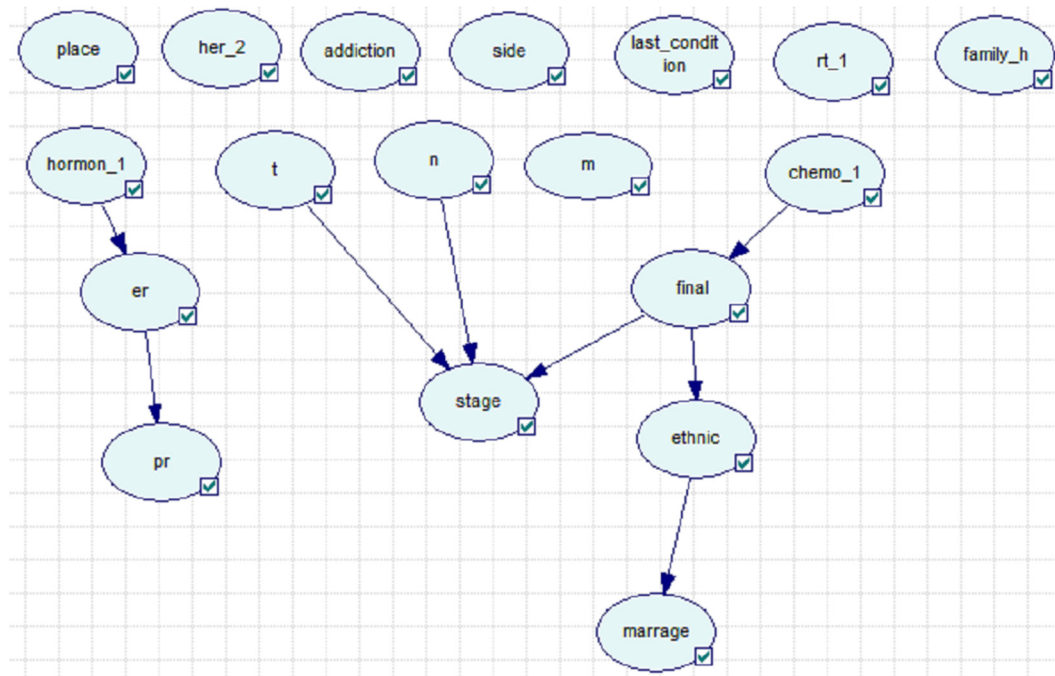 place
her_2
addiction
side
last_condit
ion
rt_1
family_h
hormon_1
t
n
m
chemo_1
er
final
stage
ethnic
pr
marrage